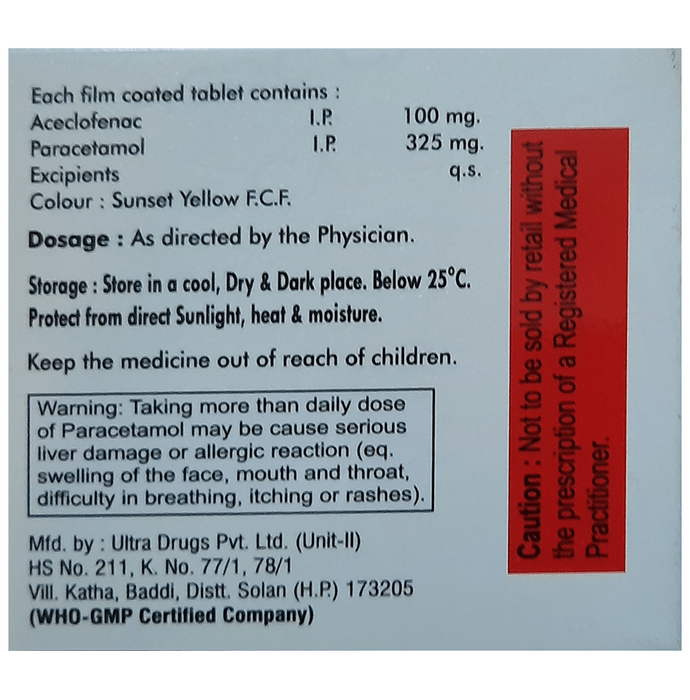 Each film coated tablet contains :
Aceclofenac I.P. 100 mg.
Paracetamol I.P. 325 mg.
Excipients q.s.
Colour : Sunset Yellow F.C.F.
Dosage : As directed by the Physician.
Storage : Store in a cool, Dry & Dark place. Below 25°C.
Protect from direct Sunlight, heat & moisture.
Keep the medicine out of reach of children.
Warning: Taking more than daily dose
of Paracetamol may be cause serious
liver damage or allergic reaction (eq.
swelling of the face, mouth and throat,
difficulty in breathing, itching or rashes).
Mfd. by : Ultra Drugs Pvt. Ltd. (Unit-II)
HS No. 211, K. No. 77/1, 78/1
Vill. Katha, Baddi, Distt. Solan (H.P.) 173205
(WHO-GMP Certified Company)
Caution : Not to be sold by retail without
the prescription of a Registered Medical
Practitioner.